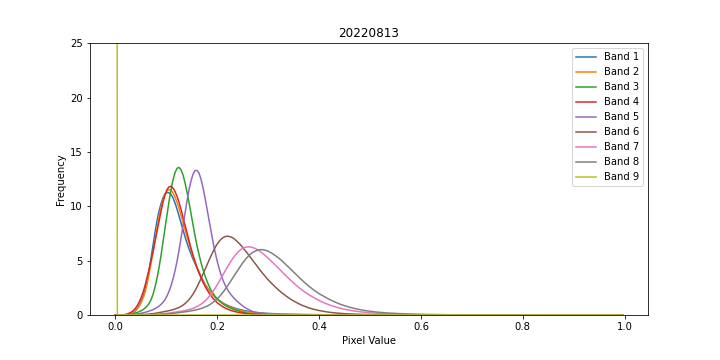 20220813
Frequency
25
20
15
10
5
0
0.0 0.2 0.4 0.6 0.8 1.0
Pixel Value
Band 1
Band 2
Band 3
Band 4
Band 5
Band 6
Band 7
Band 8
Band 9